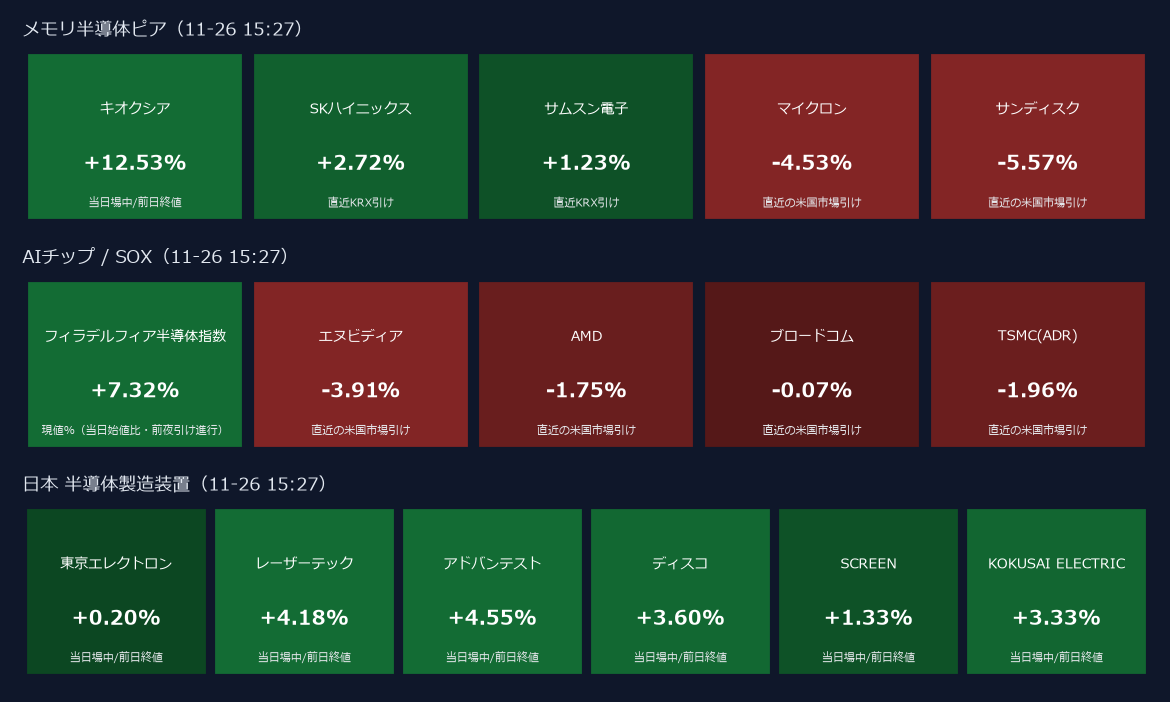 メモリ半導体ピア（11-26 15:27）
キオクシア
+12.53%
当日場中/前日終値
SKハイニックス
+2.72%
直近KRX引け
サムスン電子
+1.23%
直近KRX引け
マイクロン
-4.53%
直近の米国市場引け
サンディスク
-5.57%
直近の米国市場引け
AIチップ / SOX（11-26 15:27）
フィラデルフィア半導体指数
+7.32%
現値%（当日始値比・前夜引け進行）
エヌビディア
-3.91%
直近の米国市場引け
AMD
-1.75%
直近の米国市場引け
ブロードコム
-0.07%
直近の米国市場引け
TSMC(ADR)
-1.96%
直近の米国市場引け
日本 半導体製造装置（11-26 15:27）
東京エレクトロン
+0.20%
当日場中/前日終値
レーザーテック
+4.18%
当日場中/前日終値
アドバンテスト
+4.55%
当日場中/前日終値
ディスコ
+3.60%
当日場中/前日終値
SCREEN
+1.33%
当日場中/前日終値
KOKUSAI ELECTRIC
+3.33%
当日場中/前日終値